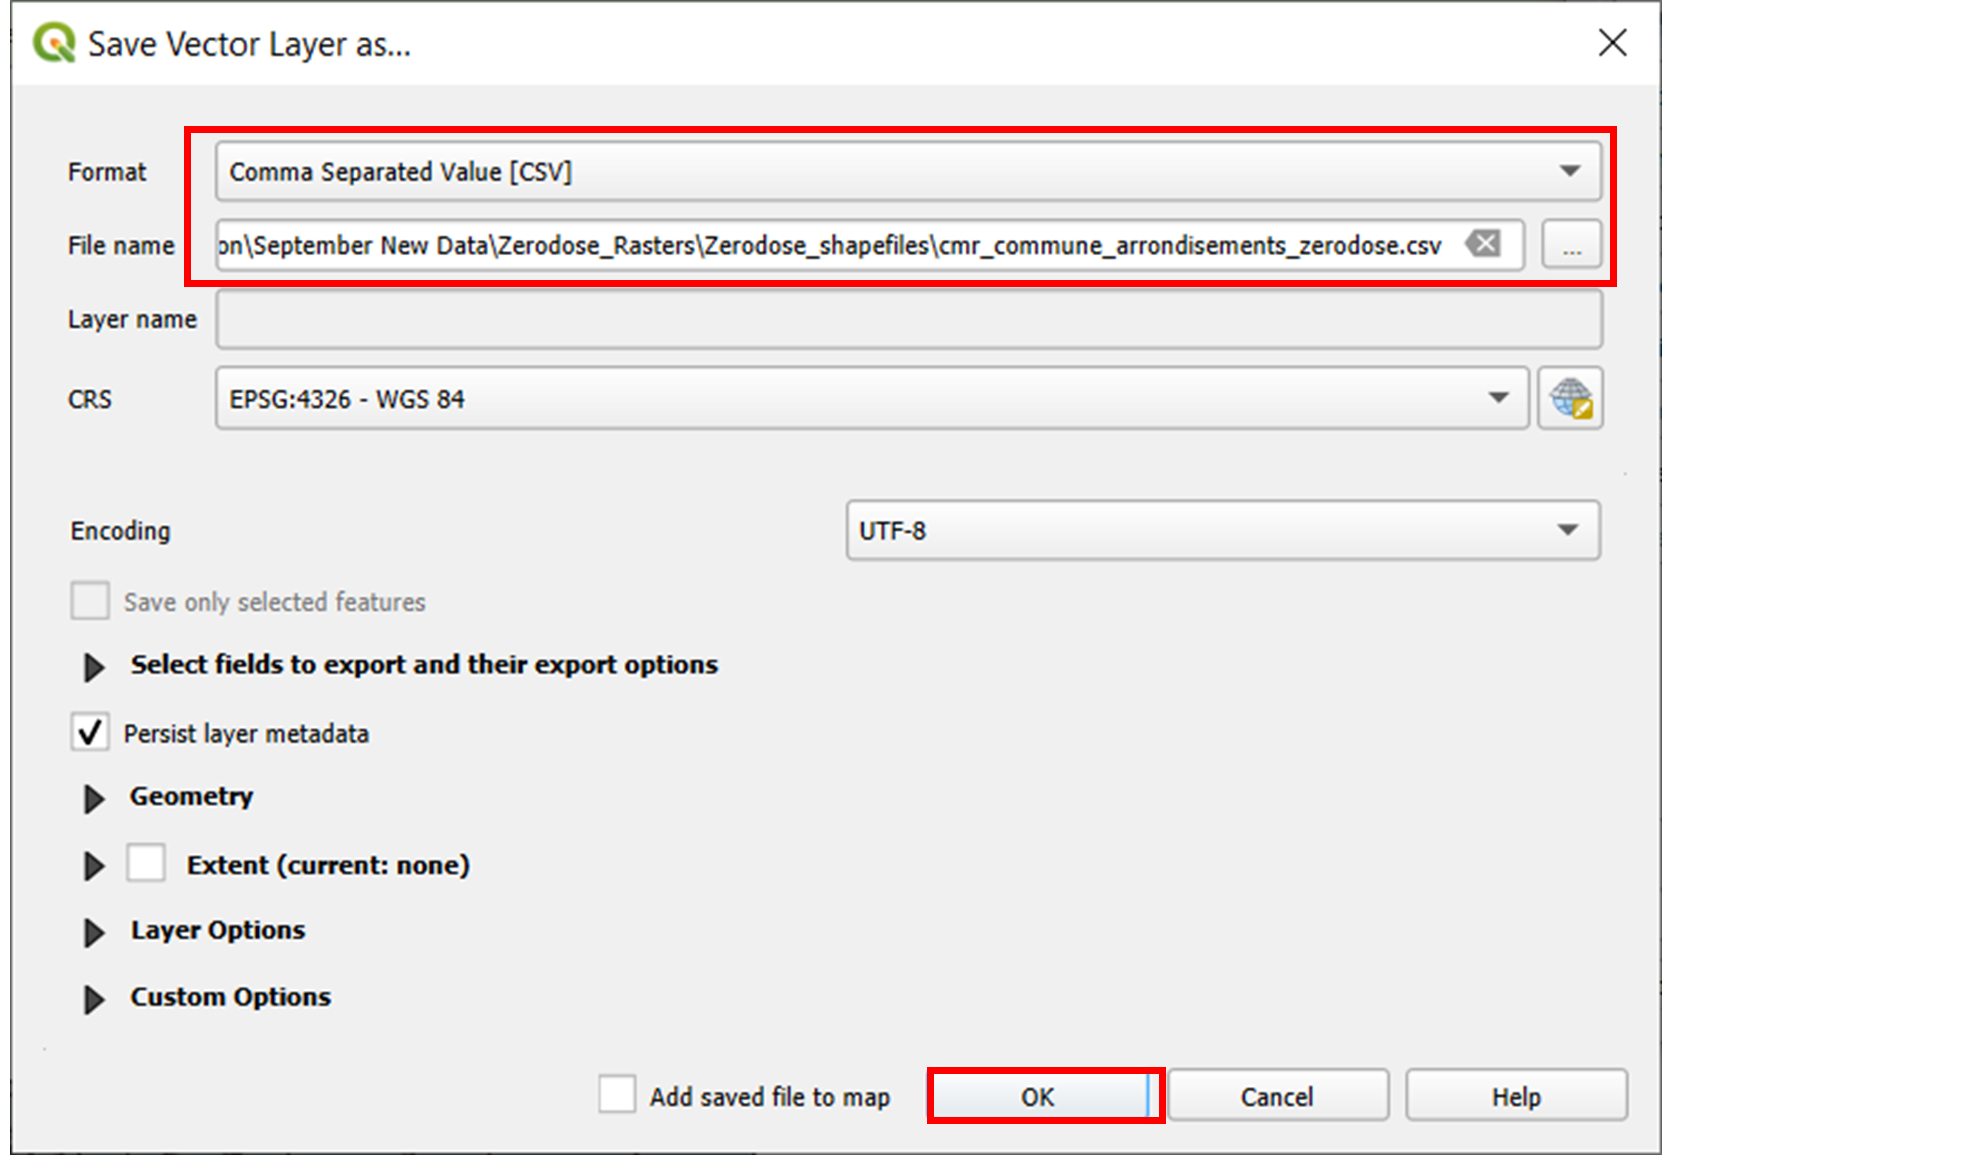 Save Vector Layer as...
Format Comma Separated Value [CSV]
File name on\September New Data\Zerodose_Rasters\Zerodose_shapefiles\cmr_commune_arrondisements_zerodose.csv ...
Layer name
CRS EPSG:4326 - WGS 84
Encoding UTF-8
Save only selected features
Select fields to export and their export options
Persist layer metadata
Geometry
Extent (current: none)
Layer Options
Custom Options
Add saved file to map OK Cancel Help